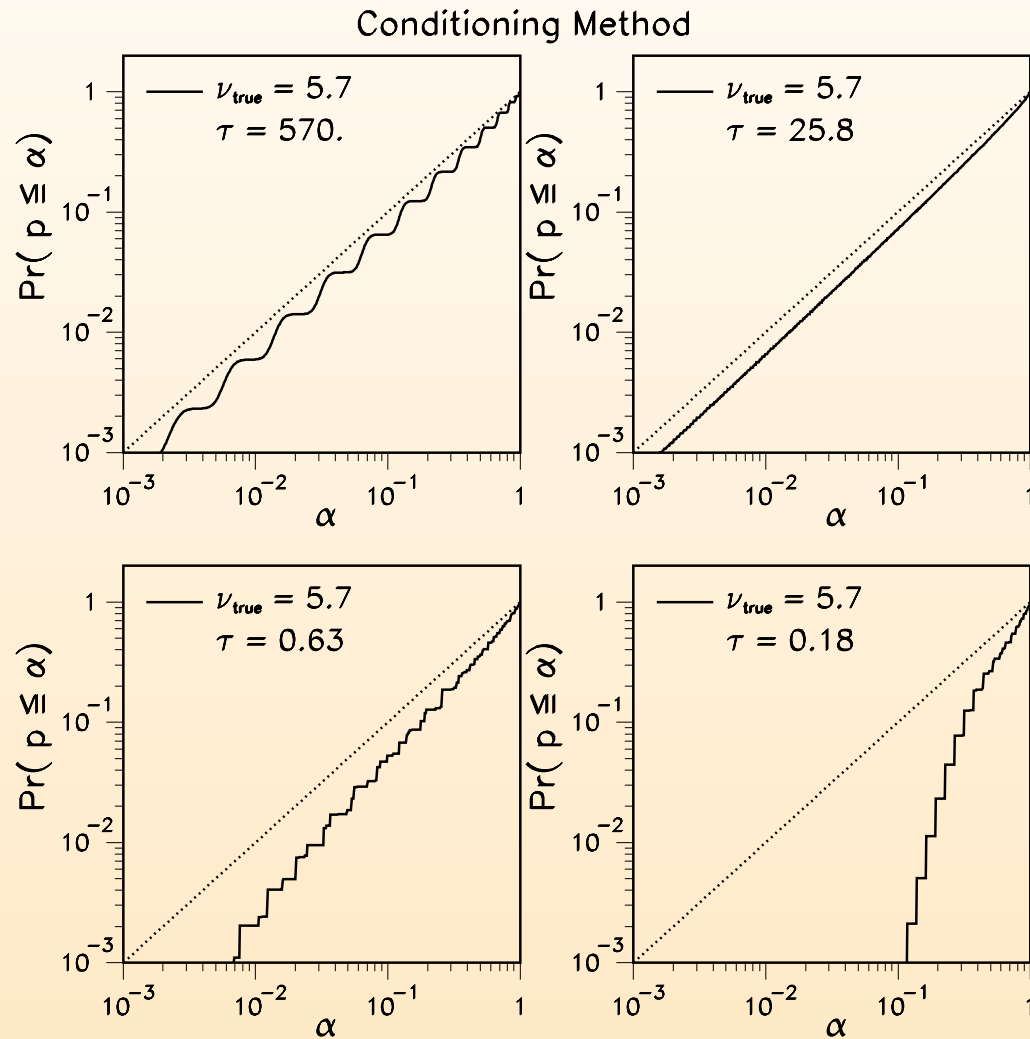 Conditioning Method
ν_true = 5.7
τ = 570.
Pr( p ≤ α)
1
10^-1
10^-2
10^-3
10^-3 10^-2 10^-1 1
α
ν_true = 5.7
τ = 25.8
Pr( p ≤ α)
1
10^-1
10^-2
10^-3
10^-3 10^-2 10^-1 1
α
ν_true = 5.7
τ = 0.63
Pr( p ≤ α)
1
10^-1
10^-2
10^-3
10^-3 10^-2 10^-1 1
α
ν_true = 5.7
τ = 0.18
Pr( p ≤ α)
1
10^-1
10^-2
10^-3
10^-3 10^-2 10^-1 1
α